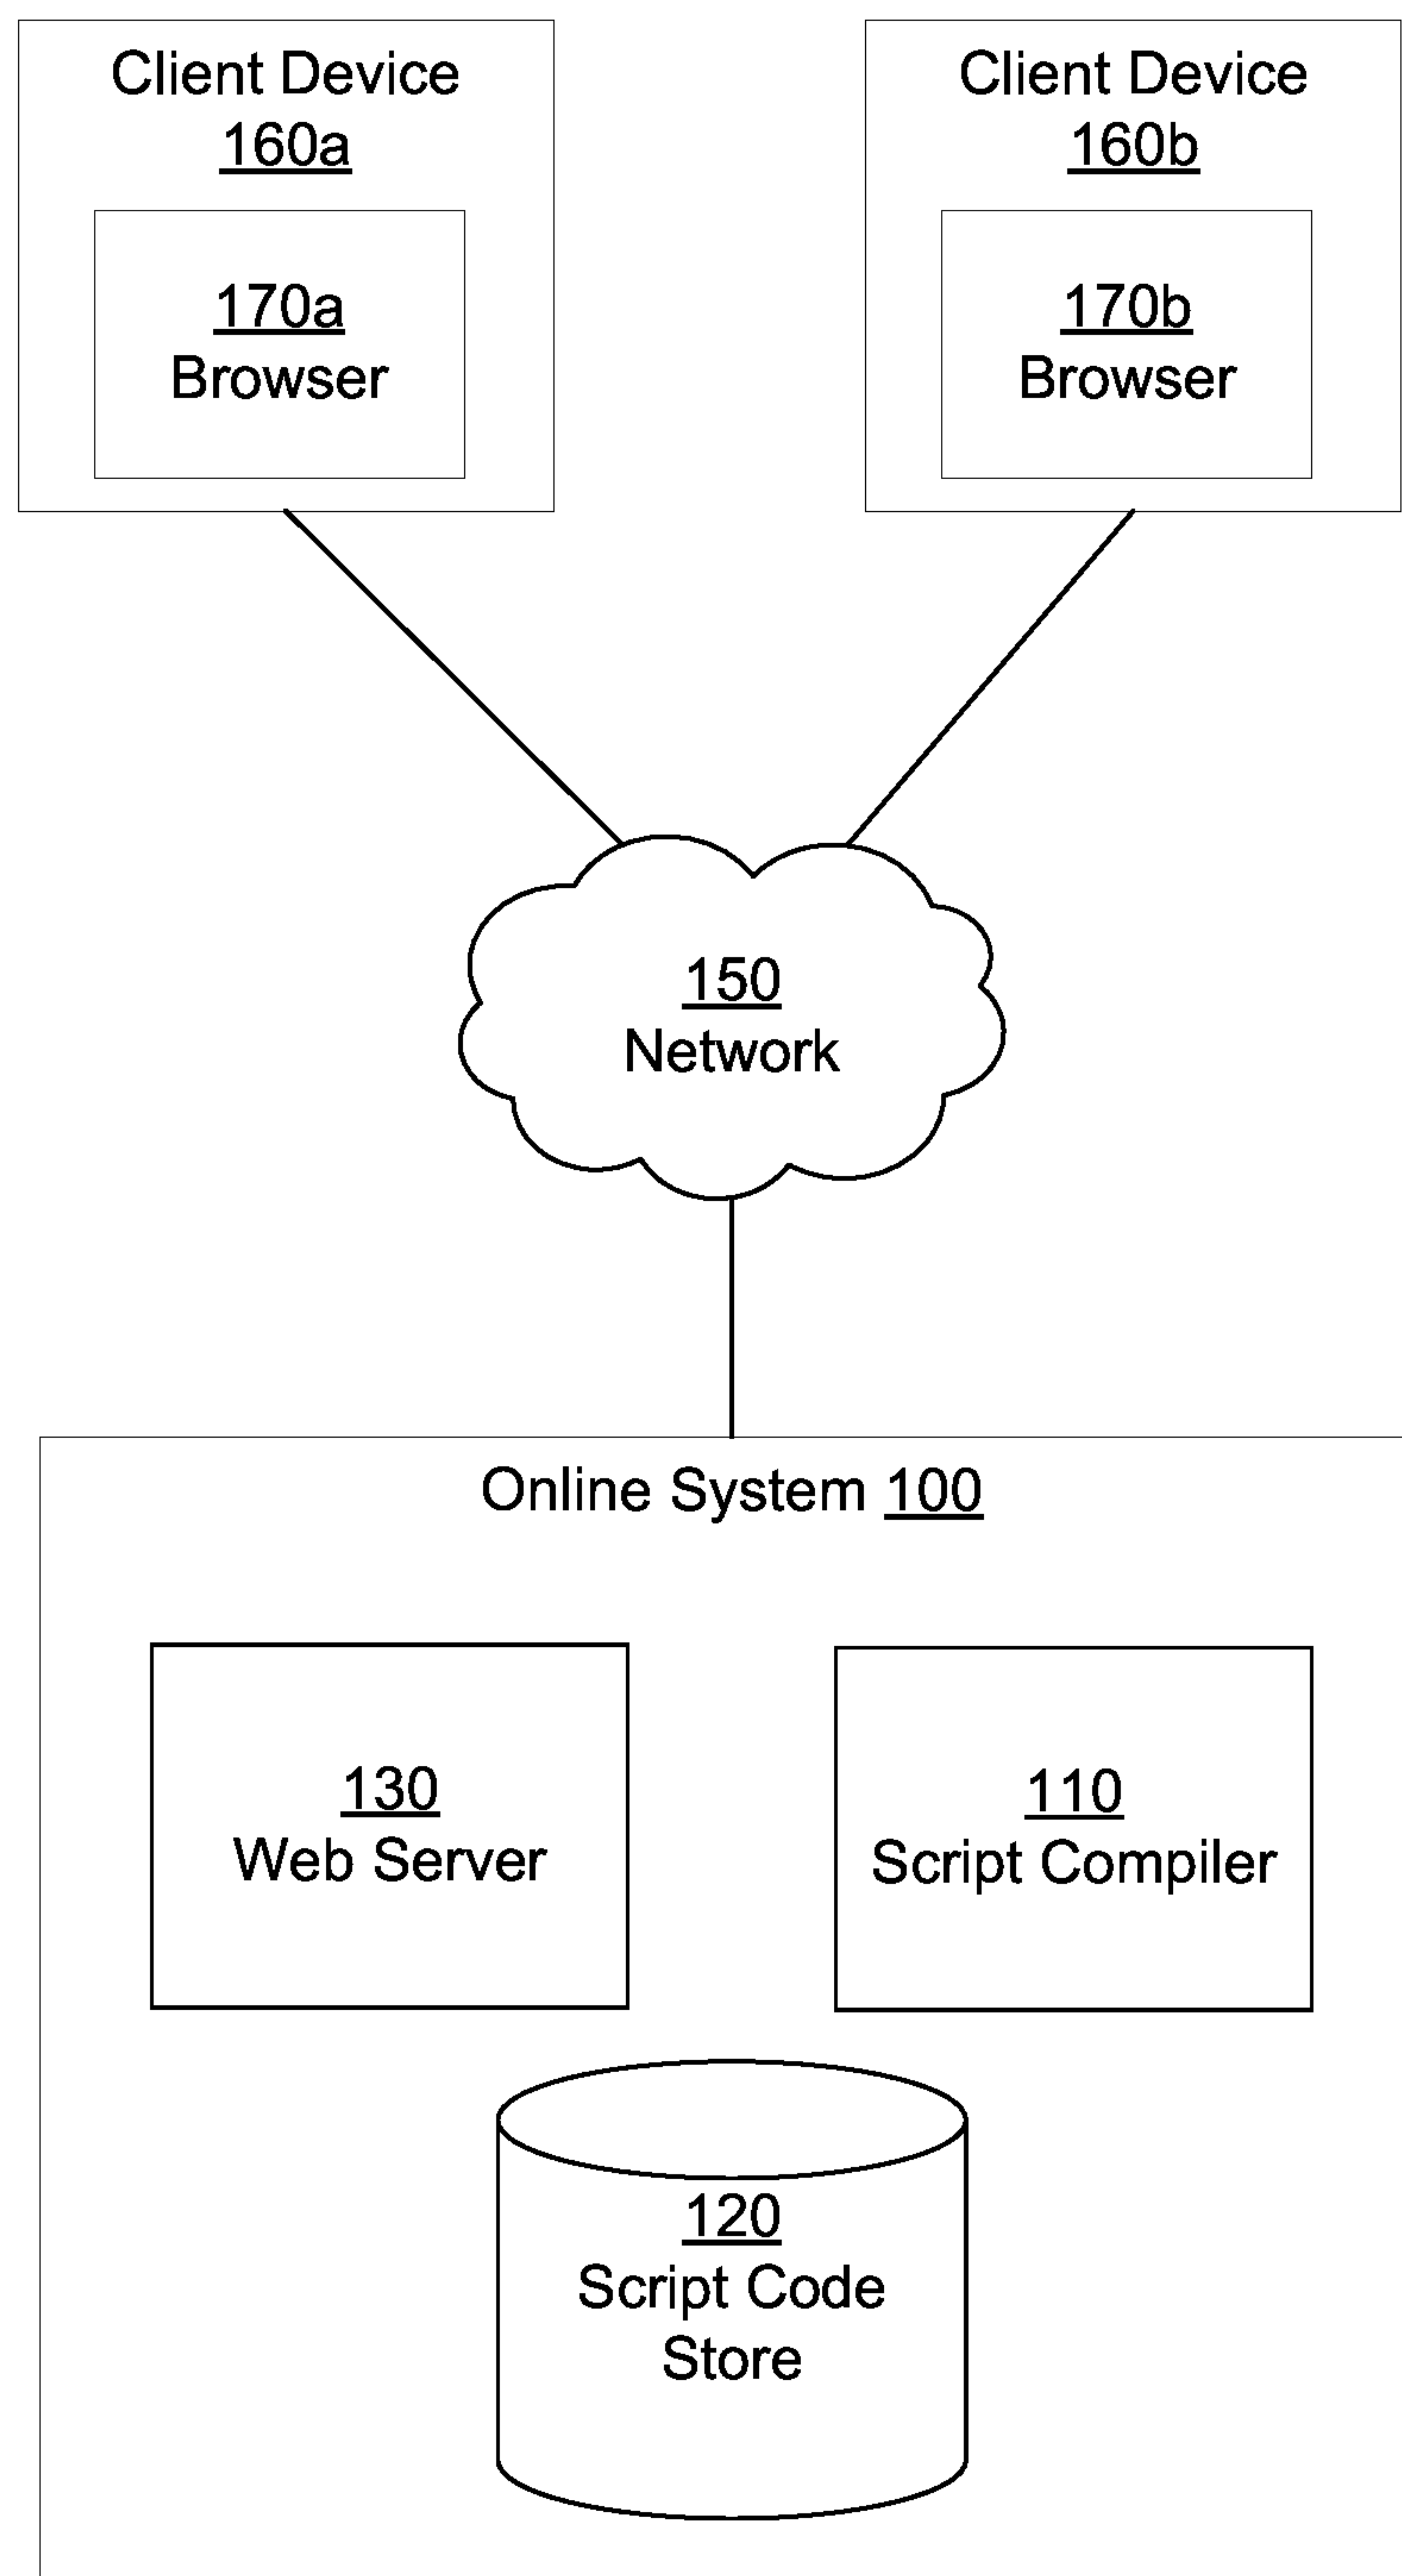 Client Device
160a
170a
Browser
Client Device
160b
170b
Browser
150
Network
Online System 100
130
Web Server
110
Script Compiler
120
Script Code
Store